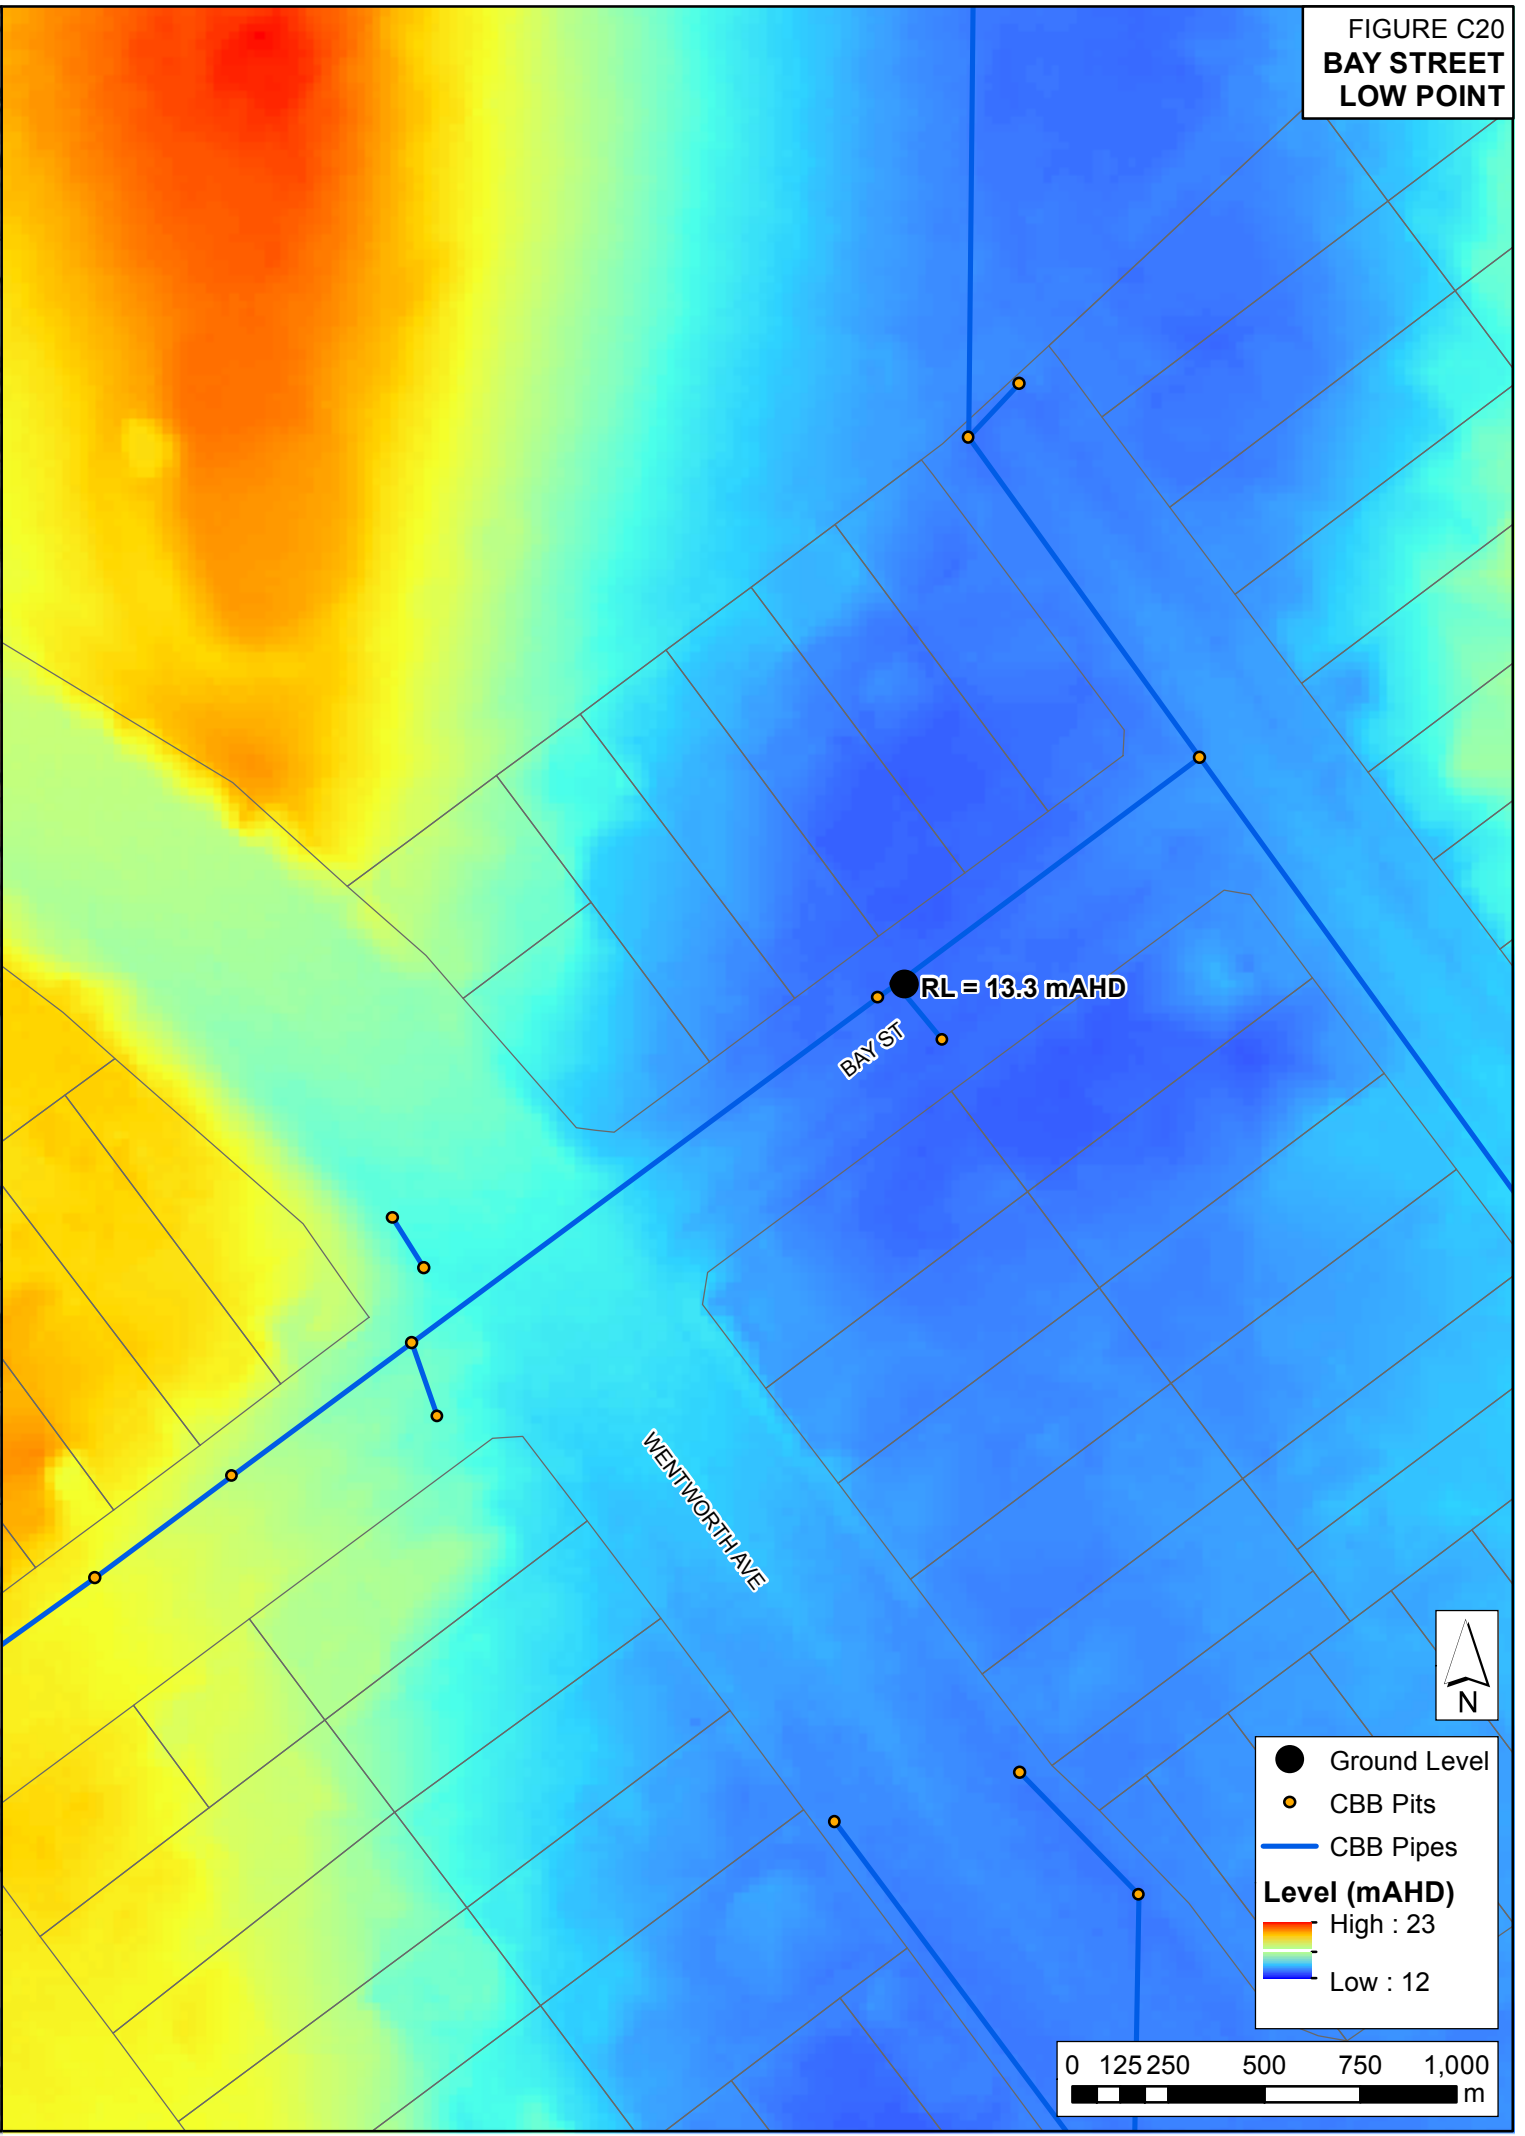 FIGURE C20
BAY STREET
LOW POINT
RL = 13.3 mAHD
BAY ST
WENTWORTH AVE
N
Ground Level
CBB Pits
CBB Pipes
Level (mAHD)
High : 23
Low : 12
0 125 250 500 750 1,000
m